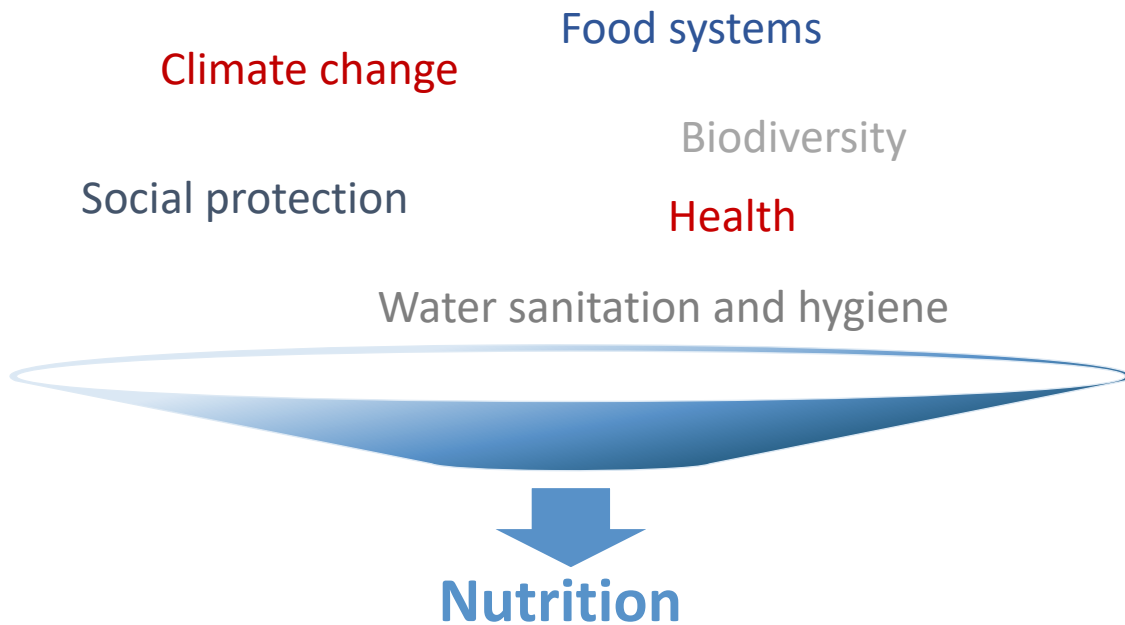 Food systems
Climate change
Biodiversity
Social protection
Health
Water sanitation and hygiene
Nutrition